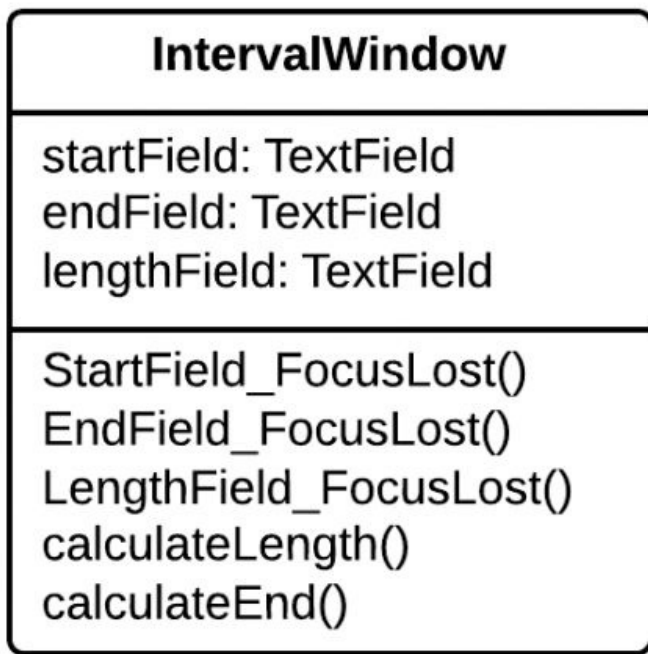 IntervalWindow
startField: TextField
endField: TextField
lengthField: TextField
StartField_FocusLost()
EndField_FocusLost()
LengthField_FocusLost()
calculateLength()
calculateEnd()